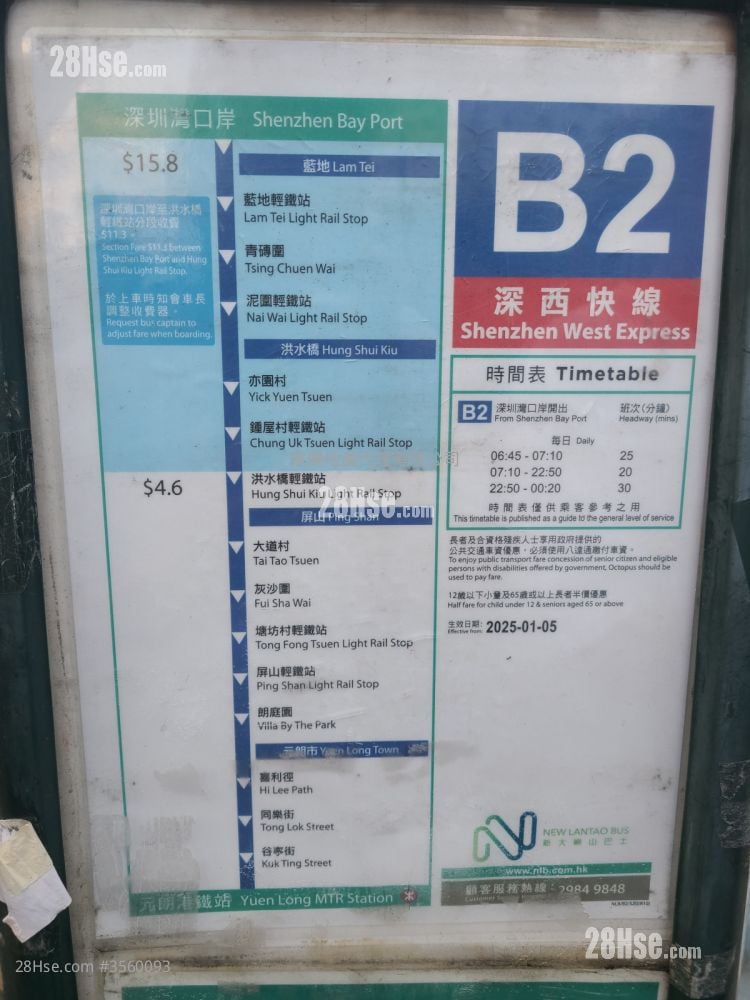 28Hse.com
深圳灣口岸 Shenzhen Bay Port
$15.8
深圳灣口岸至洪水橋
輕鐵站分段收費
$11.3。
Section Fare $11.3 between
Shenzhen Bay Port and Hung
Shui Kiu Light Rail Stop.
於上車時知會車長
調整收費器。
Request bus captain to
adjust fare when boarding.
藍地 Lam Tei
藍地輕鐵站
Lam Tei Light Rail Stop
青磚圍
Tsing Chuen Wai
泥圍輕鐵站
Nai Wai Light Rail Stop
洪水橋 Hung Shui Kiu
亦園村
Yick Yuen Tsuen
鍾屋村輕鐵站
Chung Uk Tsuen Light Rail Stop
$4.6
洪水橋輕鐵站
Hung Shui Kiu Light Rail Stop
28Hse.com
屏山 Ping Shan
大道村
Tai Tao Tsuen
灰沙圍
Fui Sha Wai
塘坊村輕鐵站
Tong Fong Tsuen Light Rail Stop
屏山輕鐵站
Ping Shan Light Rail Stop
朗庭園
Villa By The Park
元朗市 Yuen Long Town
喜利徑
Hi Lee Path
同樂街
Tong Lok Street
谷亭街
Kuk Ting Street
元朗港鐵站 Yuen Long MTR Station
B2
深西快線
Shenzhen West Express
時間表 Timetable
B2 深圳灣口岸開出 班次(分鐘)
From Shenzhen Bay Port Headway (mins)
每日 Daily
06:45 - 07:10 25
07:10 - 22:50 20
22:50 - 00:20 30
時間表僅供乘客參考之用
This timetable is published as a guide to the general level of service
長者及合資格殘疾人士享用政府提供的
公共交通車資優惠，必須使用八達通繳付車資。
To enjoy public transport fare concession of senior citizen and eligible
persons with disabilities offered by government, Octopus should be
used to pay fare.
12歲以下小童及65歲或以上長者半價優惠
Half fare for child under 12 & seniors aged 65 or above
生效日期:
Effective from: 2025-01-05
NEW LANTAO BUS
新大嶼山巴士
www.nlb.com.hk
顧客服務熱線：2984 9848
Customer
28Hse.com
28Hse.com #3560093